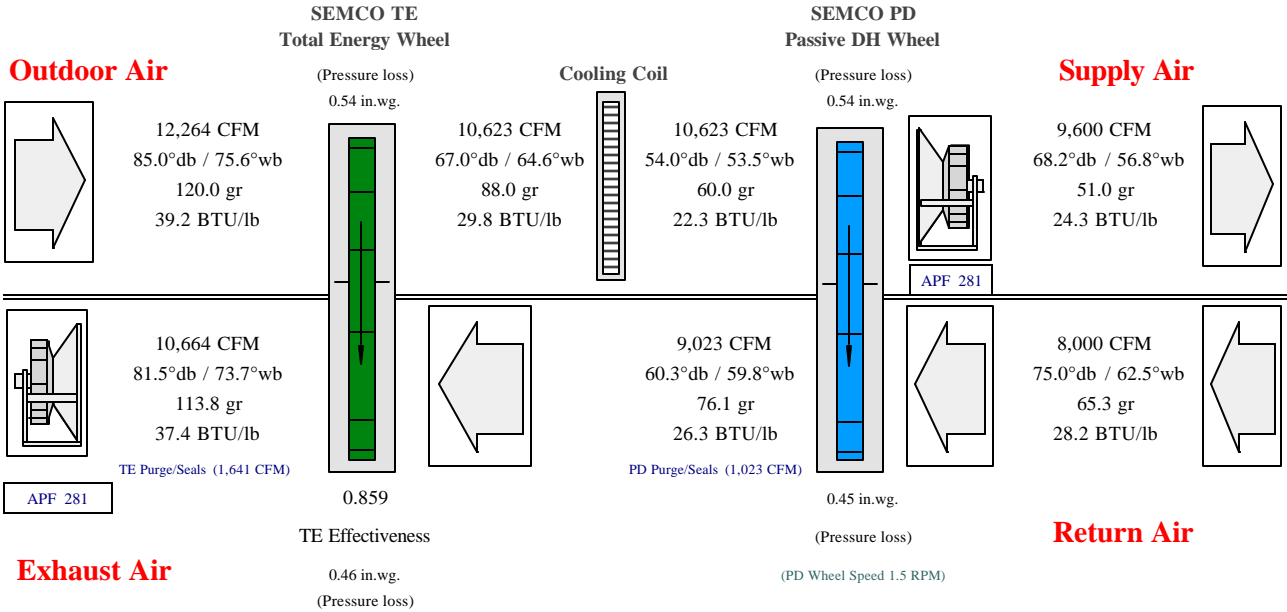 SEMCO TE
Total Energy Wheel
SEMCO PD
Passive DH Wheel
Outdoor Air
(Pressure loss)
0.54 in.wg.
Cooling Coil
(Pressure loss)
0.54 in.wg.
Supply Air
12,264 CFM
85.0°db / 75.6°wb
120.0 gr
39.2 BTU/lb
10,623 CFM
67.0°db / 64.6°wb
88.0 gr
29.8 BTU/lb
10,623 CFM
54.0°db / 53.5°wb
60.0 gr
22.3 BTU/lb
9,600 CFM
68.2°db / 56.8°wb
51.0 gr
24.3 BTU/lb
APF 281
10,664 CFM
81.5°db / 73.7°wb
113.8 gr
37.4 BTU/lb
TE Purge/Seals (1,641 CFM)
9,023 CFM
60.3°db / 59.8°wb
76.1 gr
26.3 BTU/lb
PD Purge/Seals (1,023 CFM)
8,000 CFM
75.0°db / 62.5°wb
65.3 gr
28.2 BTU/lb
APF 281
0.859
TE Effectiveness
0.46 in.wg.
(Pressure loss)
0.45 in.wg.
(Pressure loss)
(PD Wheel Speed 1.5 RPM)
Return Air
Exhaust Air